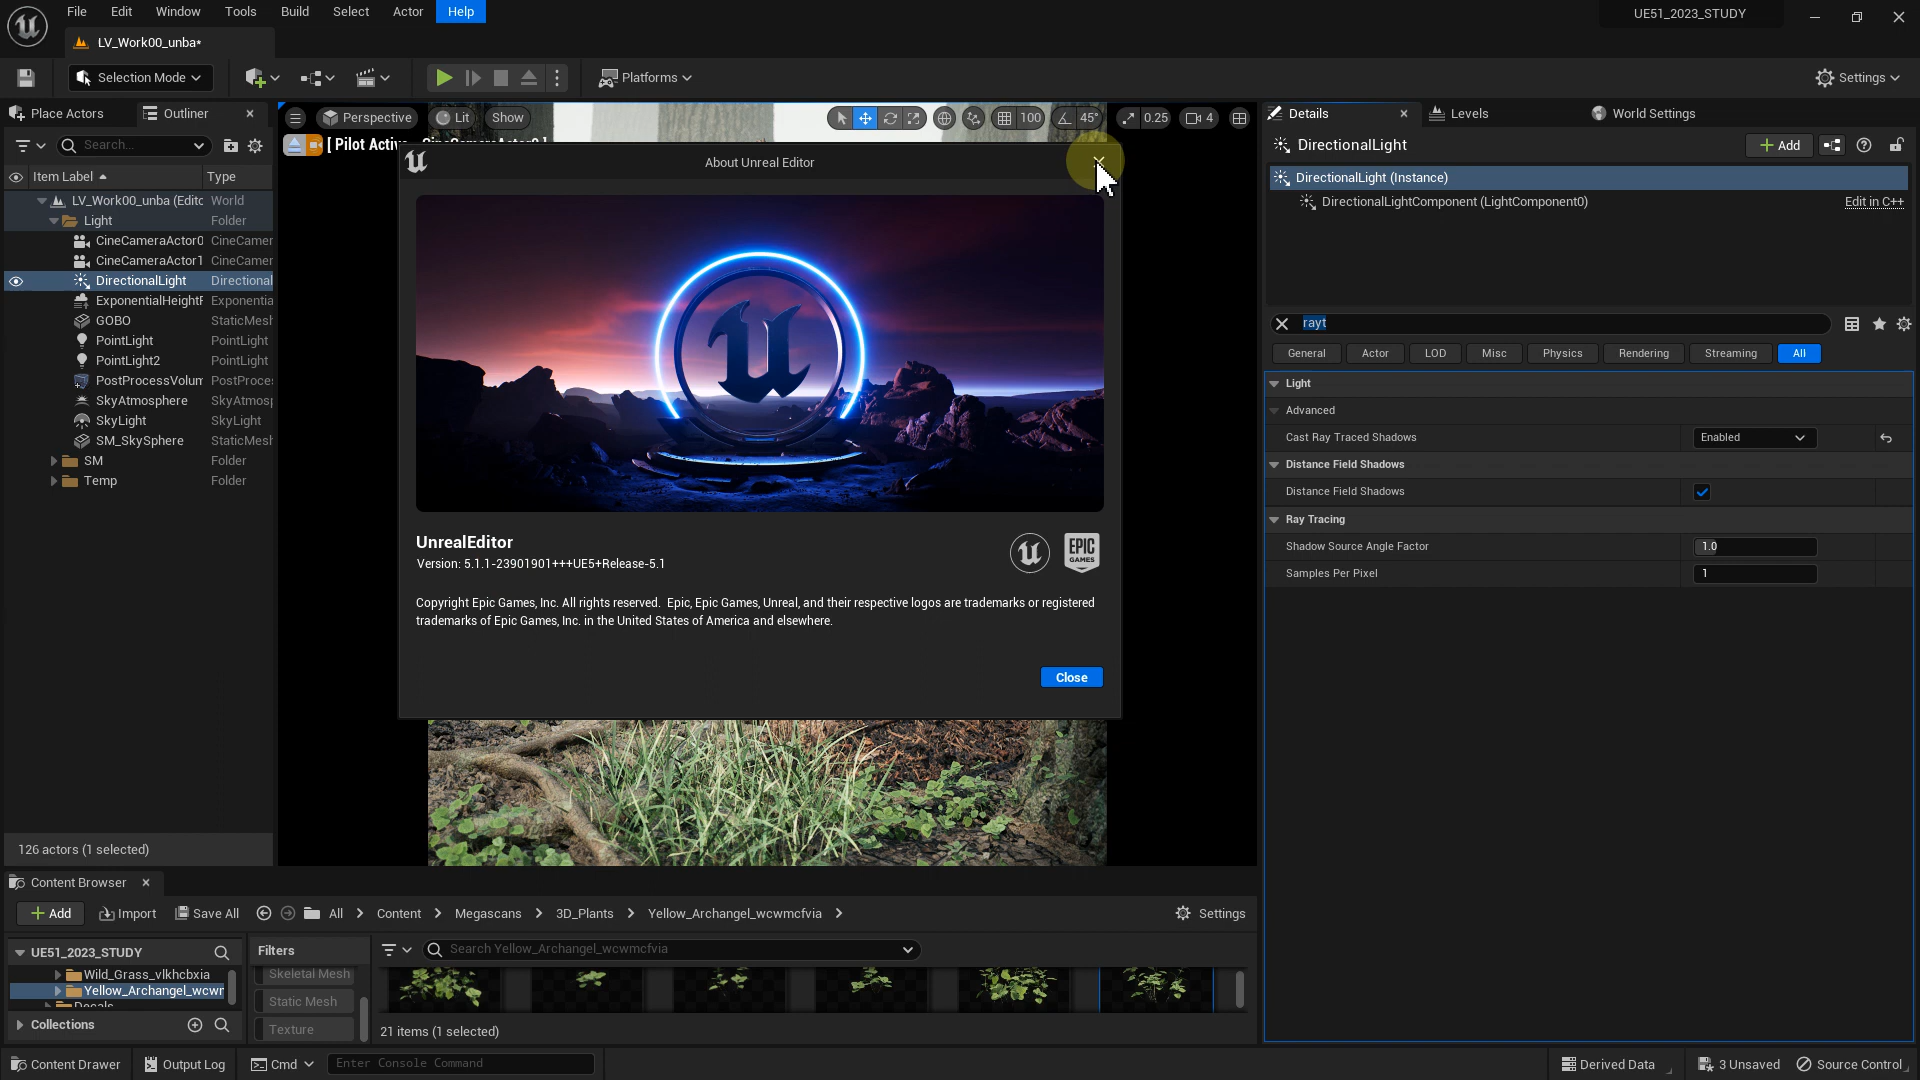 File Edit Window Tools Build Select Actor Help
UE51_2023_STUDY
LV_Work00_unba*
Selection Mode
Platforms
Settings
Place Actors
Outliner
Search...
Item Label
Type
LV_Work00_unba (Edito World
Light Folder
CineCameraActor0 CineCamer
CineCameraActor1 CineCamer
DirectionalLight Directional
ExponentialHeightF Exponentia
GOBO StaticMesh
PointLight PointLight
PointLight2 PointLight
PostProcessVolum PostProces
SkyAtmosphere SkyAtmosp
SkyLight SkyLight
SM_SkySphere StaticMesh
SM Folder
Temp Folder
126 actors (1 selected)
Perspective Lit Show
100 45° 0.25 4
[ Pilot Active - CineCameraActor0 ]
About Unreal Editor
UnrealEditor
Version: 5.1.1-23901901+++UE5+Release-5.1
EPIC
GAMES
Copyright Epic Games, Inc. All rights reserved. Epic, Epic Games, Unreal, and their respective logos are trademarks or registered
trademarks of Epic Games, Inc. in the United States of America and elsewhere.
Close
Details
Levels
World Settings
DirectionalLight
Add
DirectionalLight (Instance)
DirectionalLightComponent (LightComponent0)
Edit in C++
rayt
General Actor LOD Misc Physics Rendering Streaming All
Light
Advanced
Cast Ray Traced Shadows Enabled
Distance Field Shadows
Distance Field Shadows
Ray Tracing
Shadow Source Angle Factor 1.0
Samples Per Pixel 1
Content Browser
Add Import Save All All Content Megascans 3D_Plants Yellow_Archangel_wcwmcfvia
Settings
UE51_2023_STUDY
Wild_Grass_vlkhcbxia
Yellow_Archangel_wcwm
Decals
Collections
Filters
Skeletal Mesh
Static Mesh
Texture
Search Yellow_Archangel_wcwmcfvia
21 items (1 selected)
Content Drawer Output Log Cmd Enter Console Command
Derived Data 3 Unsaved Source Control